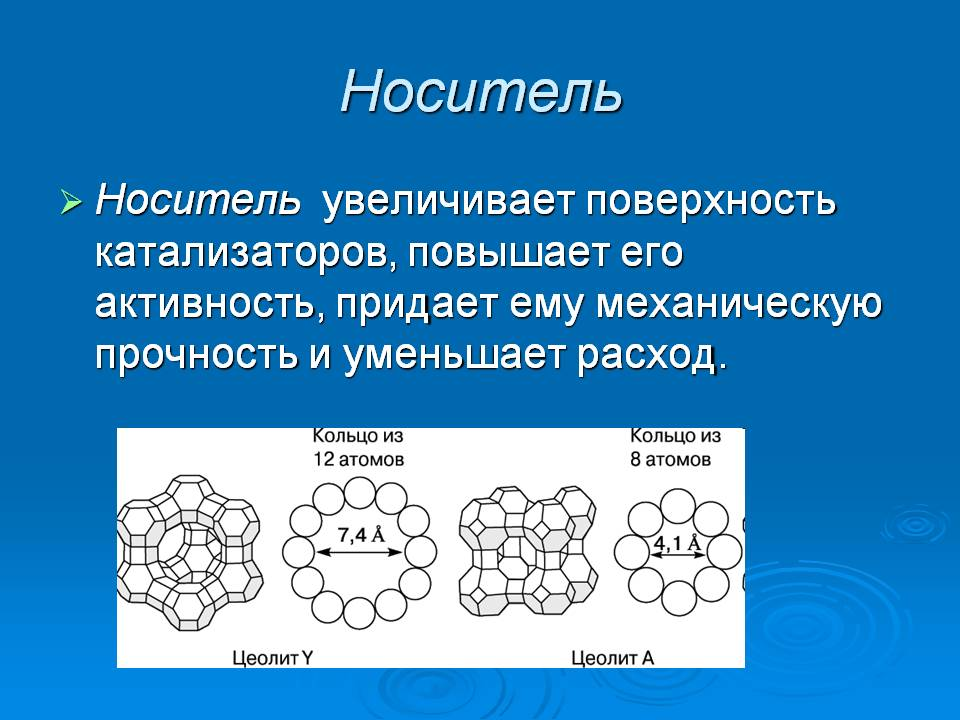 Носитель
Носитель увеличивает поверхность
катализаторов, повышает его
активность, придает ему механическую
прочность и уменьшает расход.
Кольцо из
12 атомов
Кольцо из
8 атомов
7,4 Å
4,1 Å
Цеолит Y
Цеолит А